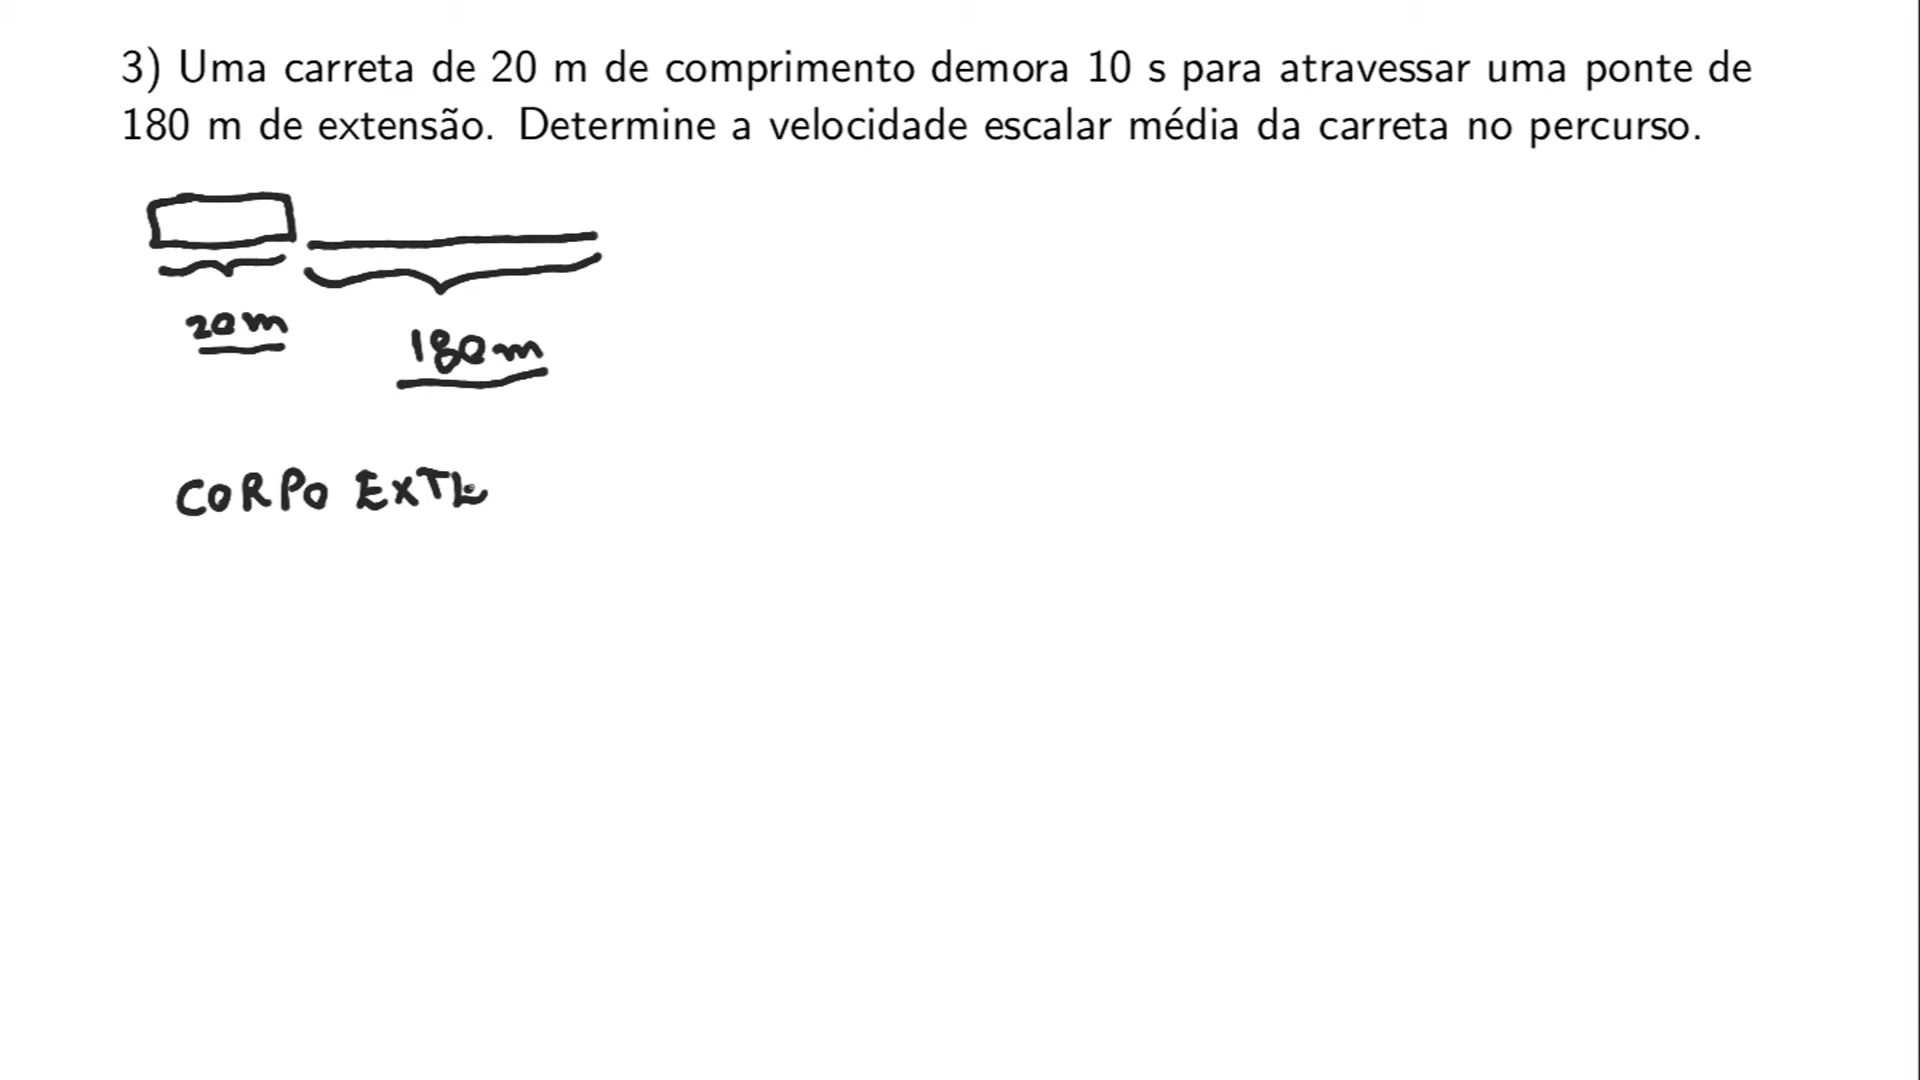 3) Uma carreta de 20 m de comprimento demora 10 s para atravessar uma ponte de
180 m de extensão. Determine a velocidade escalar média da carreta no percurso.
20m
180m
CORPO EXTE